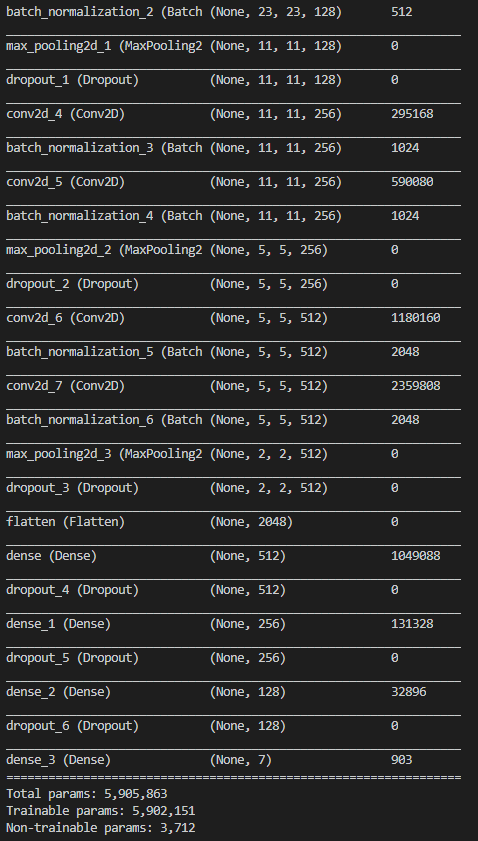 batch_normalization_2 (Batch (None, 23, 23, 128) 512
max_pooling2d_1 (MaxPooling2 (None, 11, 11, 128) 0
dropout_1 (Dropout) (None, 11, 11, 128) 0
conv2d_4 (Conv2D) (None, 11, 11, 256) 295168
batch_normalization_3 (Batch (None, 11, 11, 256) 1024
conv2d_5 (Conv2D) (None, 11, 11, 256) 590080
batch_normalization_4 (Batch (None, 11, 11, 256) 1024
max_pooling2d_2 (MaxPooling2 (None, 5, 5, 256) 0
dropout_2 (Dropout) (None, 5, 5, 256) 0
conv2d_6 (Conv2D) (None, 5, 5, 512) 1180160
batch_normalization_5 (Batch (None, 5, 5, 512) 2048
conv2d_7 (Conv2D) (None, 5, 5, 512) 2359808
batch_normalization_6 (Batch (None, 5, 5, 512) 2048
max_pooling2d_3 (MaxPooling2 (None, 2, 2, 512) 0
dropout_3 (Dropout) (None, 2, 2, 512) 0
flatten (Flatten) (None, 2048) 0
dense (Dense) (None, 512) 1049088
dropout_4 (Dropout) (None, 512) 0
dense_1 (Dense) (None, 256) 131328
dropout_5 (Dropout) (None, 256) 0
dense_2 (Dense) (None, 128) 32896
dropout_6 (Dropout) (None, 128) 0
dense_3 (Dense) (None, 7) 903
Total params: 5,905,863
Trainable params: 5,902,151
Non-trainable params: 3,712